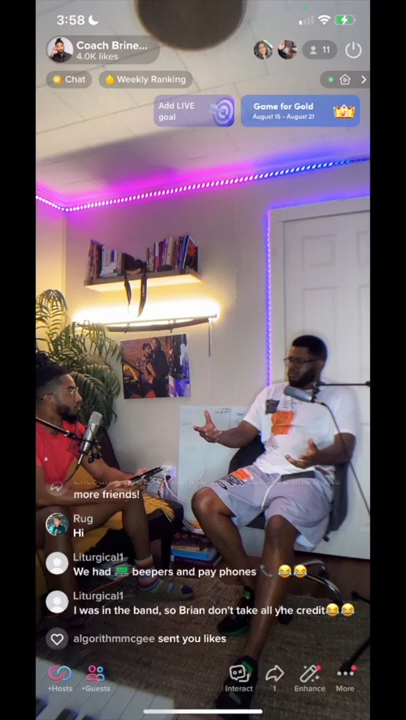 3:58
Coach Brine...
4.0K likes
11
Chat
Weekly Ranking
Add LIVE
goal
Game for Gold
August 15 - August 21
more friends!
Rug
Hi
Liturgical1
We had beepers and pay phones
Liturgical1
I was in the band, so Brian don't take all yhe credit
algorithmmcgee sent you likes
+Hosts
+Guests
Interact
1
Enhance
More